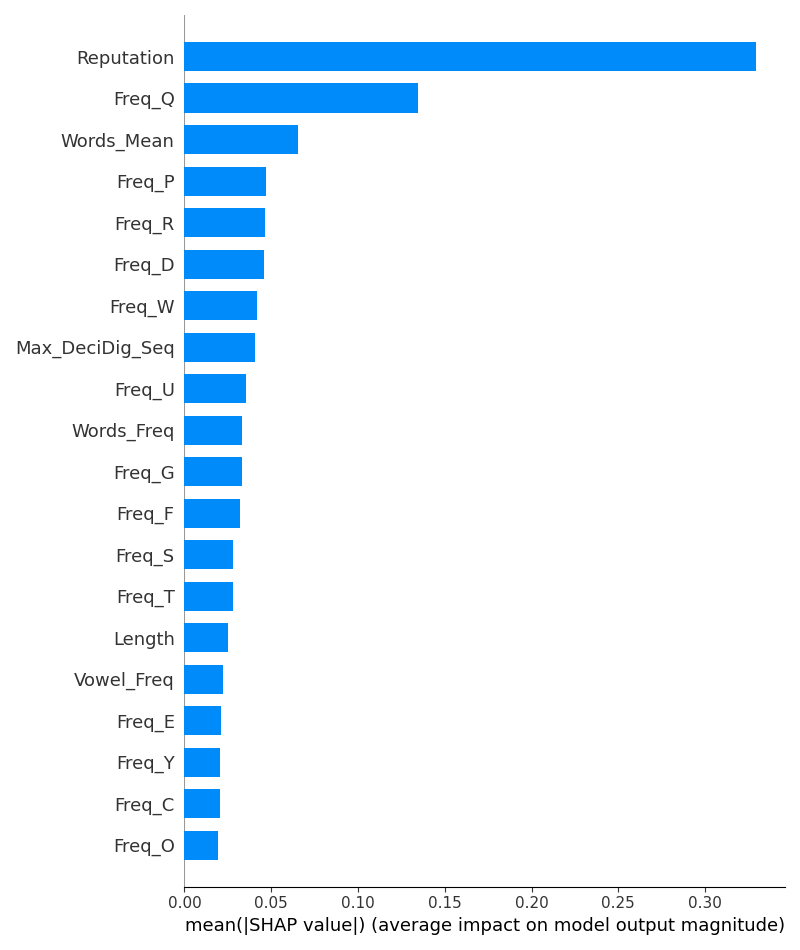 Reputation
Freq_Q
Words_Mean
Freq_P
Freq_R
Freq_D
Freq_W
Max_DeciDig_Seq
Freq_U
Words_Freq
Freq_G
Freq_F
Freq_S
Freq_T
Length
Vowel_Freq
Freq_E
Freq_Y
Freq_C
Freq_O
0.00 0.05 0.10 0.15 0.20 0.25 0.30
mean(|SHAP value|) (average impact on model output magnitude)